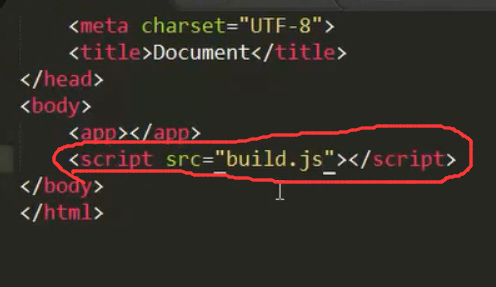 <meta charset="UTF-8">
<title>Document</title>
</head>
<body>
<app></app>
<script src="build.js"></script>
</body>
</html>